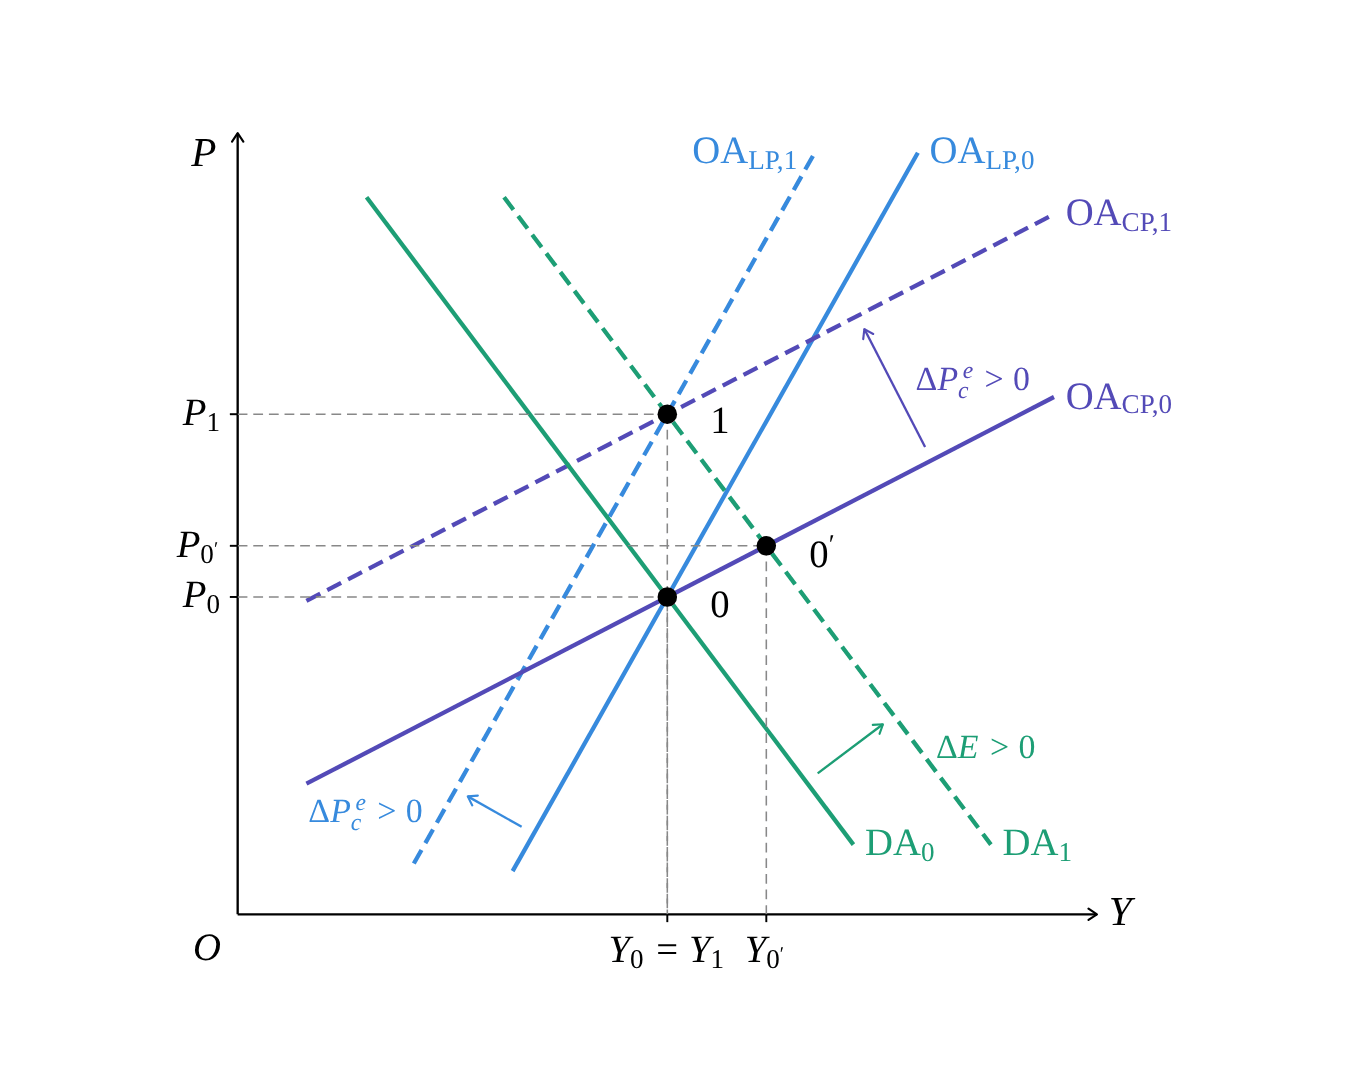 P
OA_LP,1
OA_LP,0
OA_CP,1
ΔP_c^e > 0
OA_CP,0
P_1
1
P_0′
0′
P_0
0
ΔE > 0
ΔP_c^e > 0
DA_0
DA_1
Y
O
Y_0 = Y_1
Y_0′